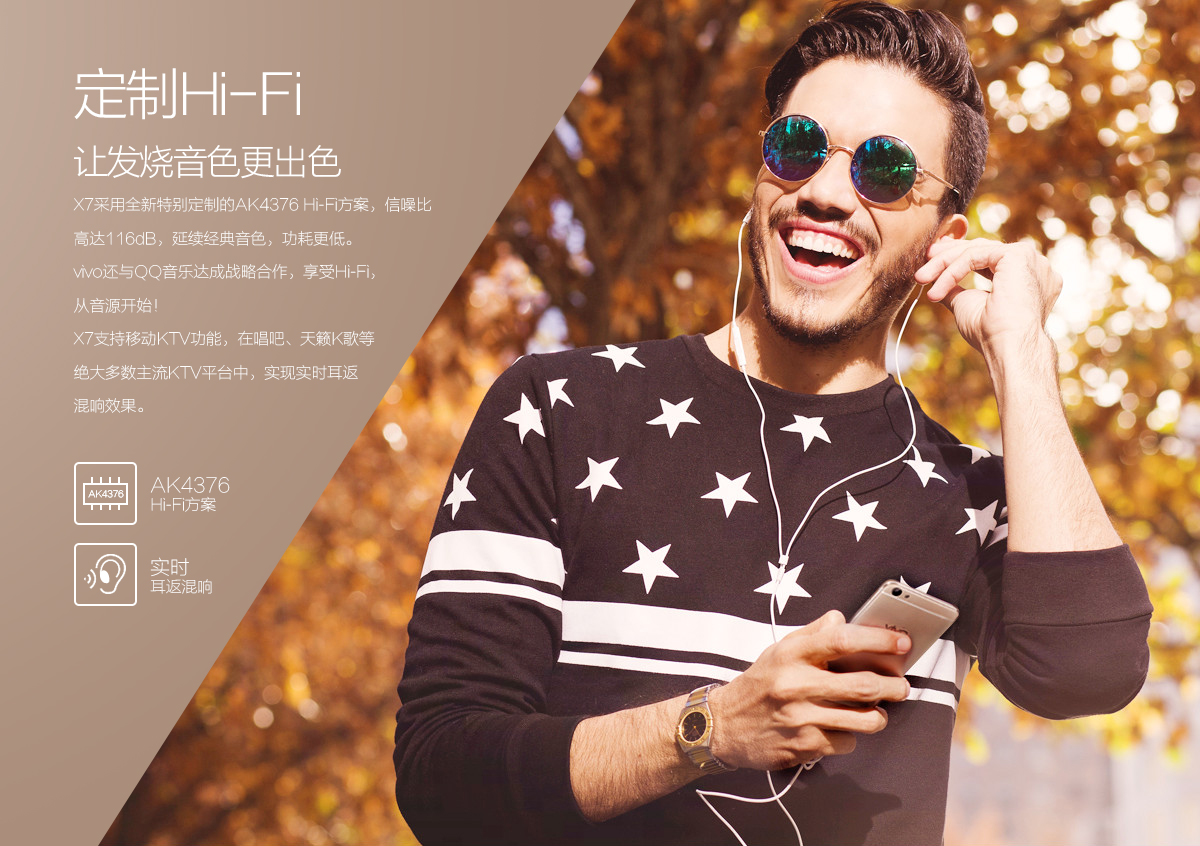 定制Hi-Fi
让发烧音色更出色
X7采用全新特别定制的AK4376 Hi-Fi方案，信噪比
高达116dB，延续经典音色，功耗更低。
vivo还与QQ音乐达成战略合作，享受Hi-Fi，
从音源开始！
X7支持移动KTV功能，在唱吧、天籁K歌等
绝大多数主流KTV平台中，实现实时耳返
混响效果。
AK4376
AK4376
Hi-Fi方案
实时
耳返混响